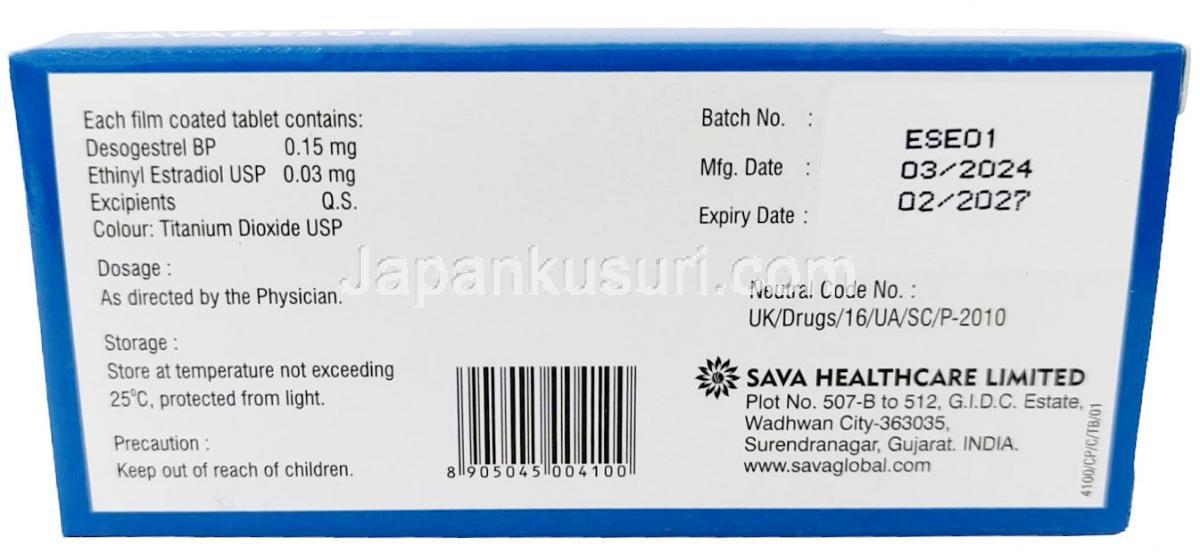 SAVADESO-E
Each film coated tablet contains:
Desogestrel BP 0.15 mg
Ethinyl Estradiol USP 0.03 mg
Excipients Q.S.
Colour: Titanium Dioxide USP
Dosage :
As directed by the Physician.
Storage :
Store at temperature not exceeding
25°C, protected from light.
Precaution :
Keep out of reach of children.
8 905045 004100
Batch No. : ESE01
Mfg. Date : 03/2024
Expiry Date : 02/2027
Japankusuri.com
Neutral Code No. :
UK/Drugs/16/UA/SC/P-2010
SAVA HEALTHCARE LIMITED
Plot No. 507-B to 512, G.I.D.C. Estate,
Wadhwan City-363035,
Surendranagar, Gujarat. INDIA.
www.savaglobal.com
4100/CP/C/TB/01